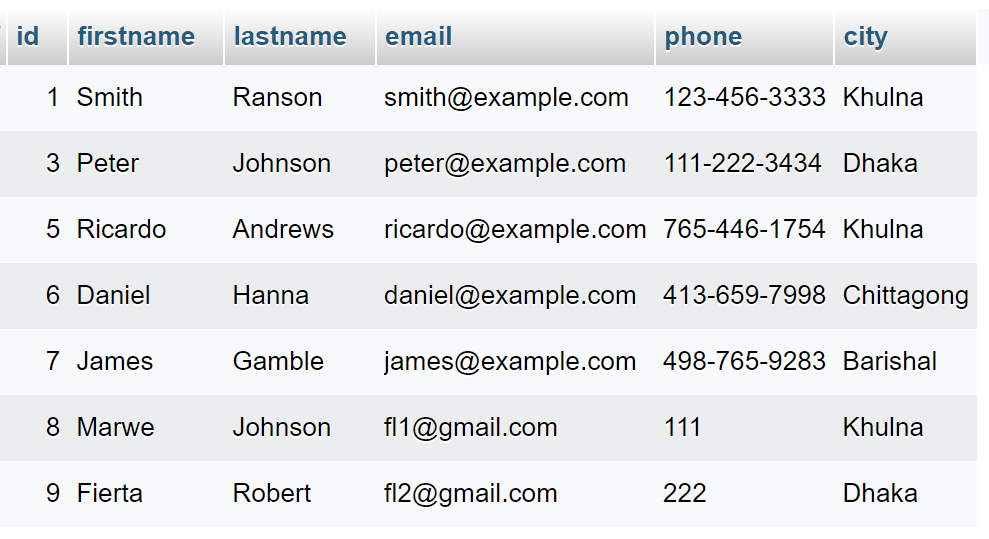 id firstname lastname email phone city
1 Smith Ranson smith@example.com 123-456-3333 Khulna
3 Peter Johnson peter@example.com 111-222-3434 Dhaka
5 Ricardo Andrews ricardo@example.com 765-446-1754 Khulna
6 Daniel Hanna daniel@example.com 413-659-7998 Chittagong
7 James Gamble james@example.com 498-765-9283 Barishal
8 Marwe Johnson fl1@gmail.com 111 Khulna
9 Fierta Robert fl2@gmail.com 222 Dhaka